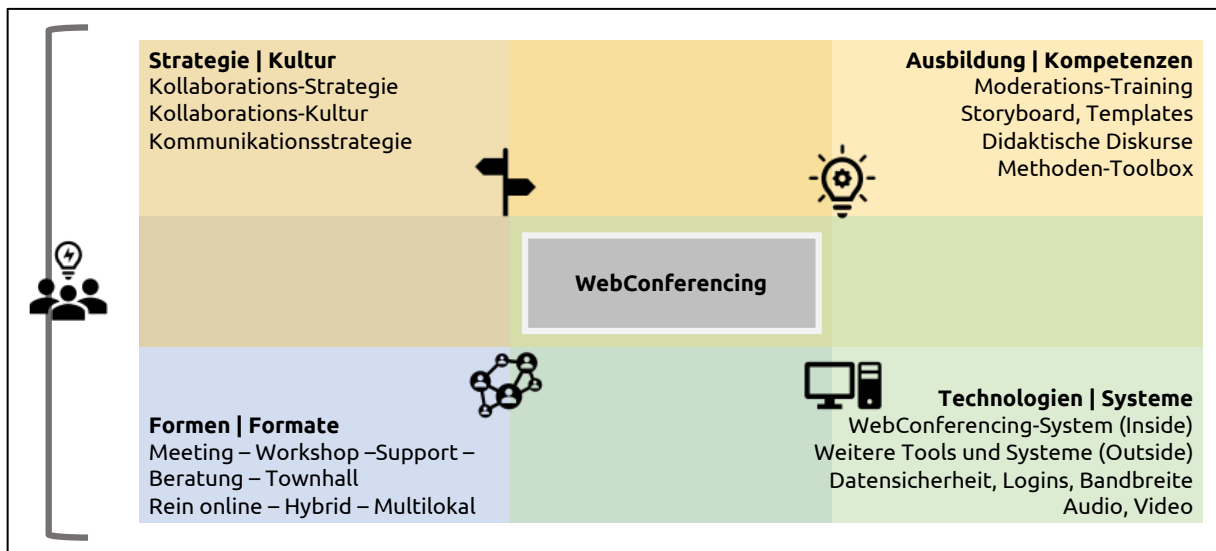 Strategie | Kultur
Kollaborations-Strategie
Kollaborations-Kultur
Kommunikationsstrategie
Ausbildung | Kompetenzen
Moderations-Training
Storyboard, Templates
Didaktische Diskurse
Methoden-Toolbox
WebConferencing
Formen | Formate
Meeting – Workshop –Support –
Beratung – Townhall
Rein online – Hybrid – Multilokal
Technologien | Systeme
WebConferencing-System (Inside)
Weitere Tools und Systeme (Outside)
Datensicherheit, Logins, Bandbreite
Audio, Video